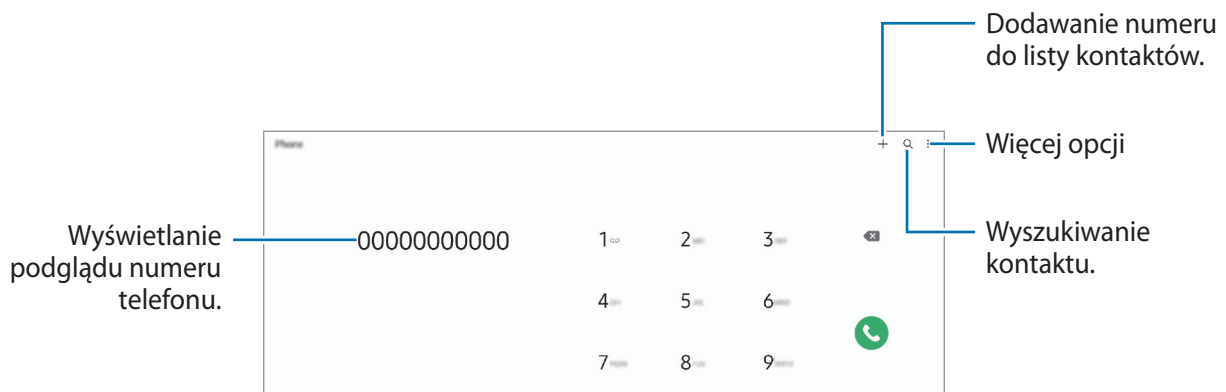 Dodawanie numeru
do listy kontaktów.
Phone
Więcej opcji
Wyświetlanie
podglądu numeru
telefonu.
00000000000
1 2 3
Wyszukiwanie
kontaktu.
4 5 6
7 8 9